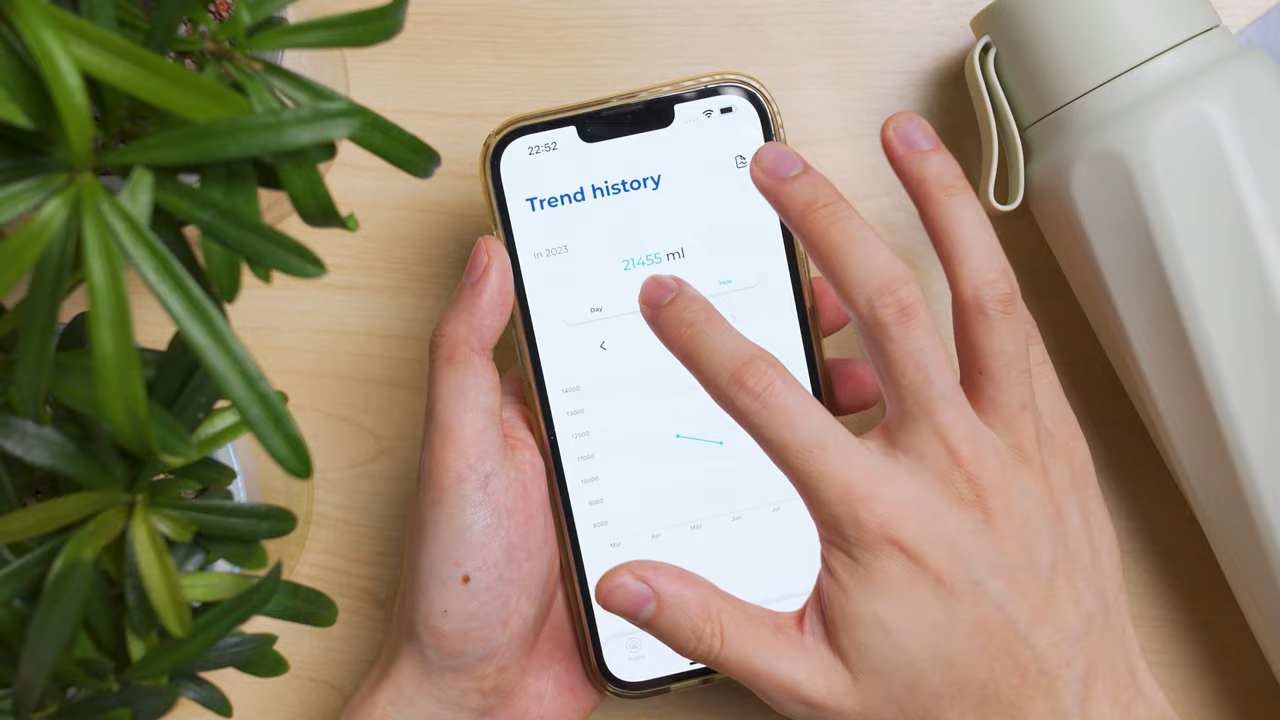 22:52
Trend history
In 2023
21455 ml
Day
Year
14000
13000
12000
11000
10000
9000
8000
Mar
Apr
May
Jun
Jul
Home